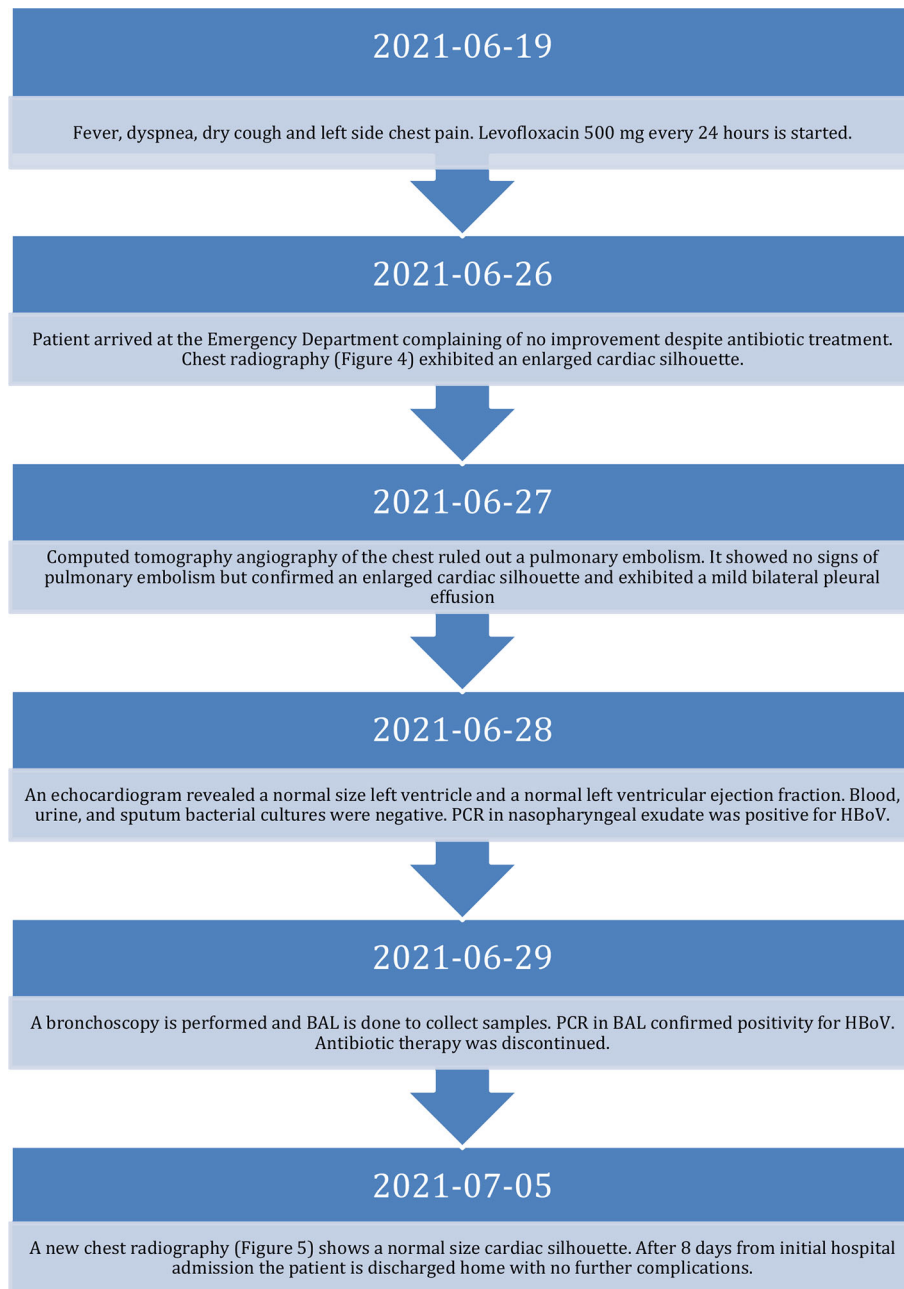 2021-06-19
Fever, dyspnea, dry cough and left side chest pain. Levofloxacin 500 mg every 24 hours is started.
2021-06-26
Patient arrived at the Emergency Department complaining of no improvement despite antibiotic treatment.
Chest radiography (Figure 4) exhibited an enlarged cardiac silhouette.
2021-06-27
Computed tomography angiography of the chest ruled out a pulmonary embolism. It showed no signs of
pulmonary embolism but confirmed an enlarged cardiac silhouette and exhibited a mild bilateral pleural
effusion
2021-06-28
An echocardiogram revealed a normal size left ventricle and a normal left ventricular ejection fraction. Blood,
urine, and sputum bacterial cultures were negative. PCR in nasopharyngeal exudate was positive for HBoV.
2021-06-29
A bronchoscopy is performed and BAL is done to collect samples. PCR in BAL confirmed positivity for HBoV.
Antibiotic therapy was discontinued.
2021-07-05
A new chest radiography (Figure 5) shows a normal size cardiac silhouette. After 8 days from initial hospital
admission the patient is discharged home with no further complications.